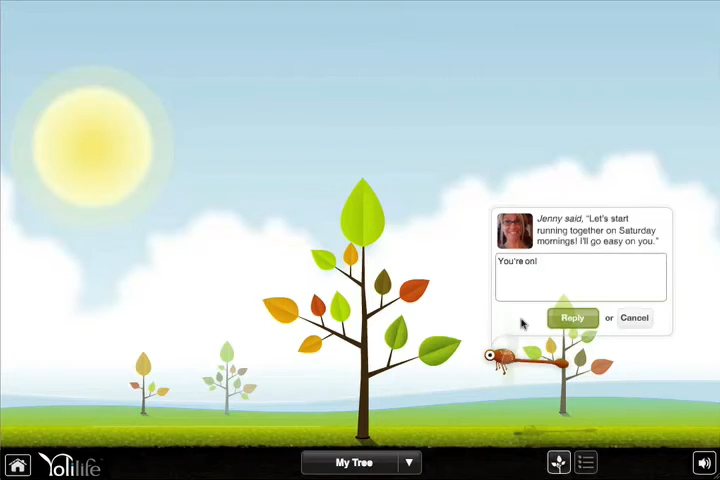 Jenny said, “Let's start
running together on Saturday
mornings! I'll go easy on you.”
You're on!
Reply or Cancel
Yotilife
My Tree